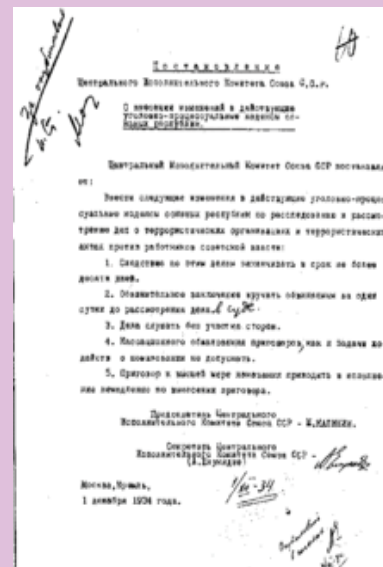 За опубликование
И. Ст.
Постановление
Центрального Исполнительного Комитета Союза С.С.Р.
О внесении изменений в действующие
уголовно-процессуальные кодексы со-
юзных республик.
Центральный Исполнительный Комитет Союза ССР постановля-
ет:
Внести следующие изменения в действующие уголовно-процес-
суальные кодексы союзных республик по расследованию и рассмо-
трению дел о террористических организациях и террористических
актах против работников советской власти:
1. Следствие по этим делам заканчивать в срок не более
десяти дней.
2. Обвинительное заключение вручать обвиняемым за одни
сутки до рассмотрения дела в суде.
3. Дела слушать без участия сторон.
4. Кассационного обжалования приговоров, как и подачи хо-
датайств о помиловании не допускать.
5. Приговор к высшей мере наказания приводить в исполне-
ние немедленно по вынесении приговора.
Председатель Центрального
Исполнительного Комитета Союза ССР - М.КАЛИНИН.
Секретарь Центрального
Исполнительного Комитета Союза ССР -
(А.Енукидзе)
Москва, Кремль,
1 декабря 1934 года.
1/XII-34